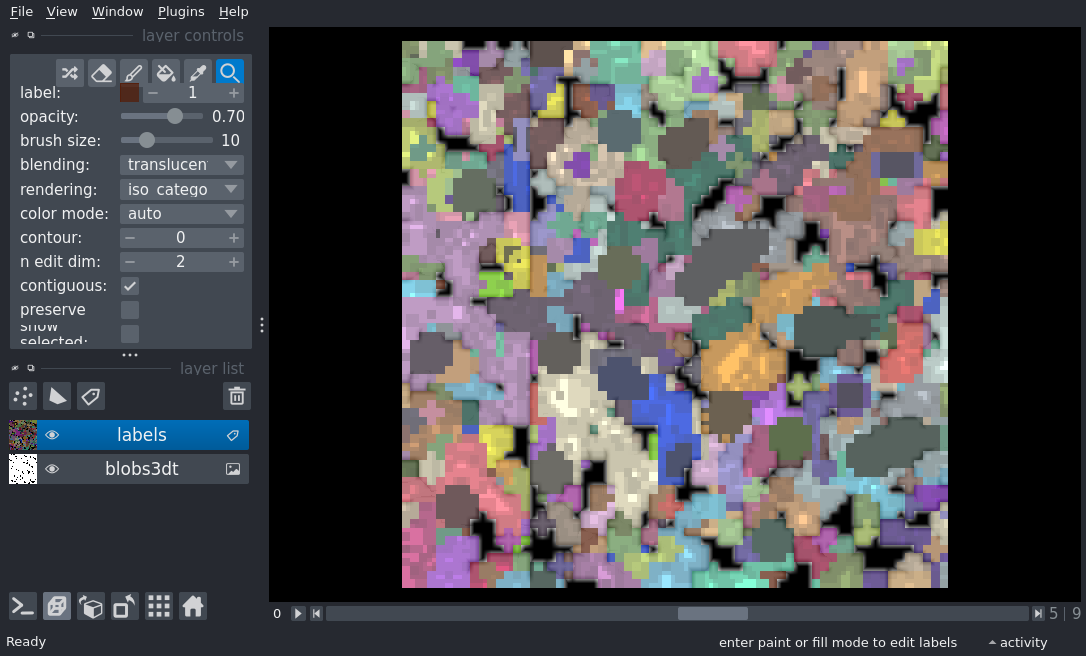 File View Window Plugins Help
layer controls
label: 1
opacity: 0.70
brush size: 10
blending: translucen
rendering: iso_catego
color mode: auto
contour: 0
n edit dim: 2
contiguous:
preserve
show
selected:
layer list
labels
blobs3dt
0 5 | 9
Ready enter paint or fill mode to edit labels activity